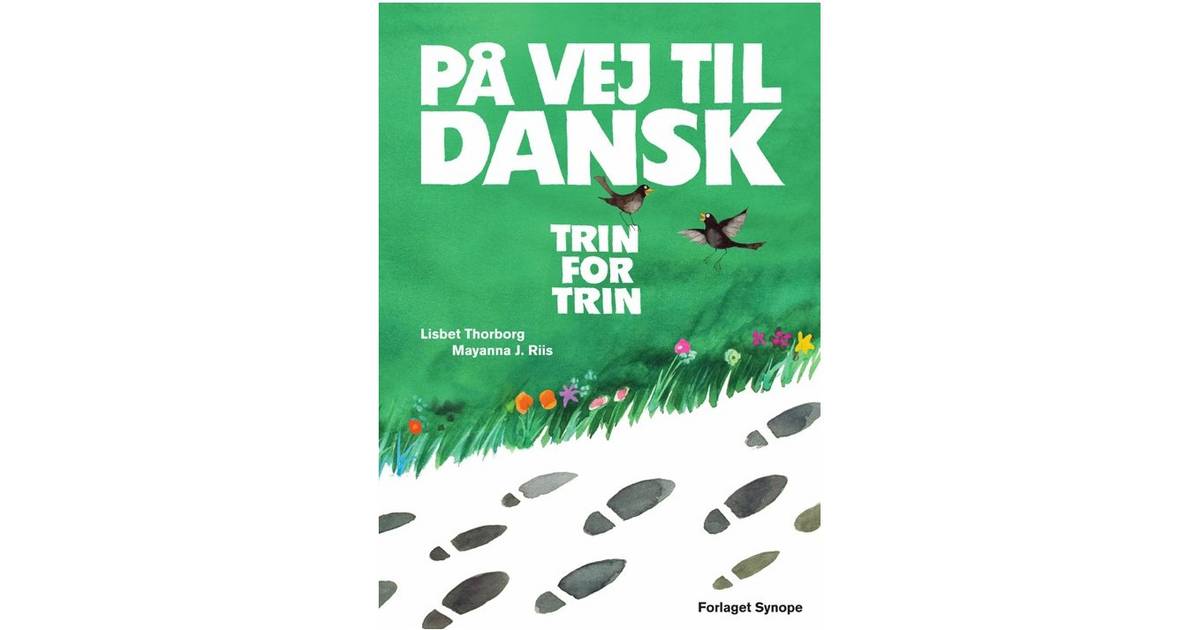 PÅ VEJ TIL
DANSK
TRIN
FOR
TRIN
Lisbet Thorborg
Mayanna J. Riis
Forlaget Synope